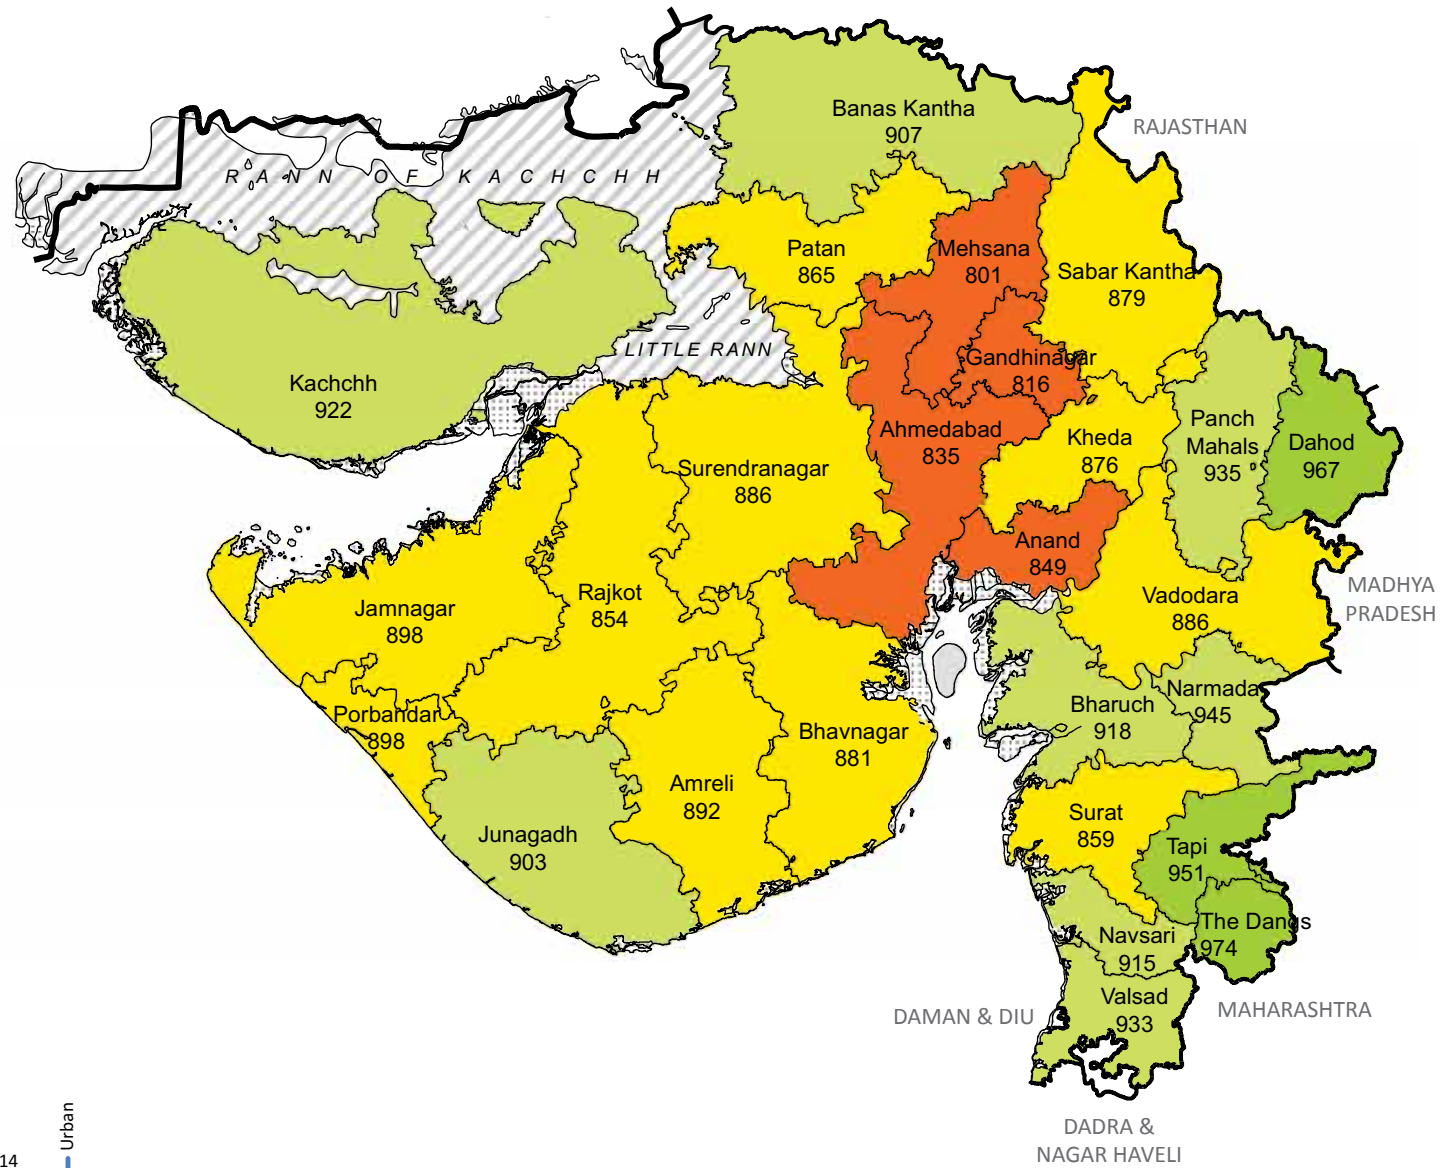 Banas Kantha
907
RAJASTHAN
RANN OF KACHCHH
Patan
865
Mehsana
801
Sabar Kantha
879
LITTLE RANN
Gandhinagar
816
Kachchh
922
Ahmedabad
835
Kheda
876
Panch
Mahals
935
Dahod
967
Surendranagar
886
Anand
849
Jamnagar
898
Rajkot
854
Vadodara
886
MADHYA
PRADESH
Porbandar
898
Bhavnagar
881
Bharuch
918
Narmada
945
Amreli
892
Junagadh
903
Surat
859
Tapi
951
The Dangs
974
Navsari
915
Valsad
933
DAMAN & DIU
MAHARASHTRA
DADRA &
NAGAR HAVELI
Urban
14